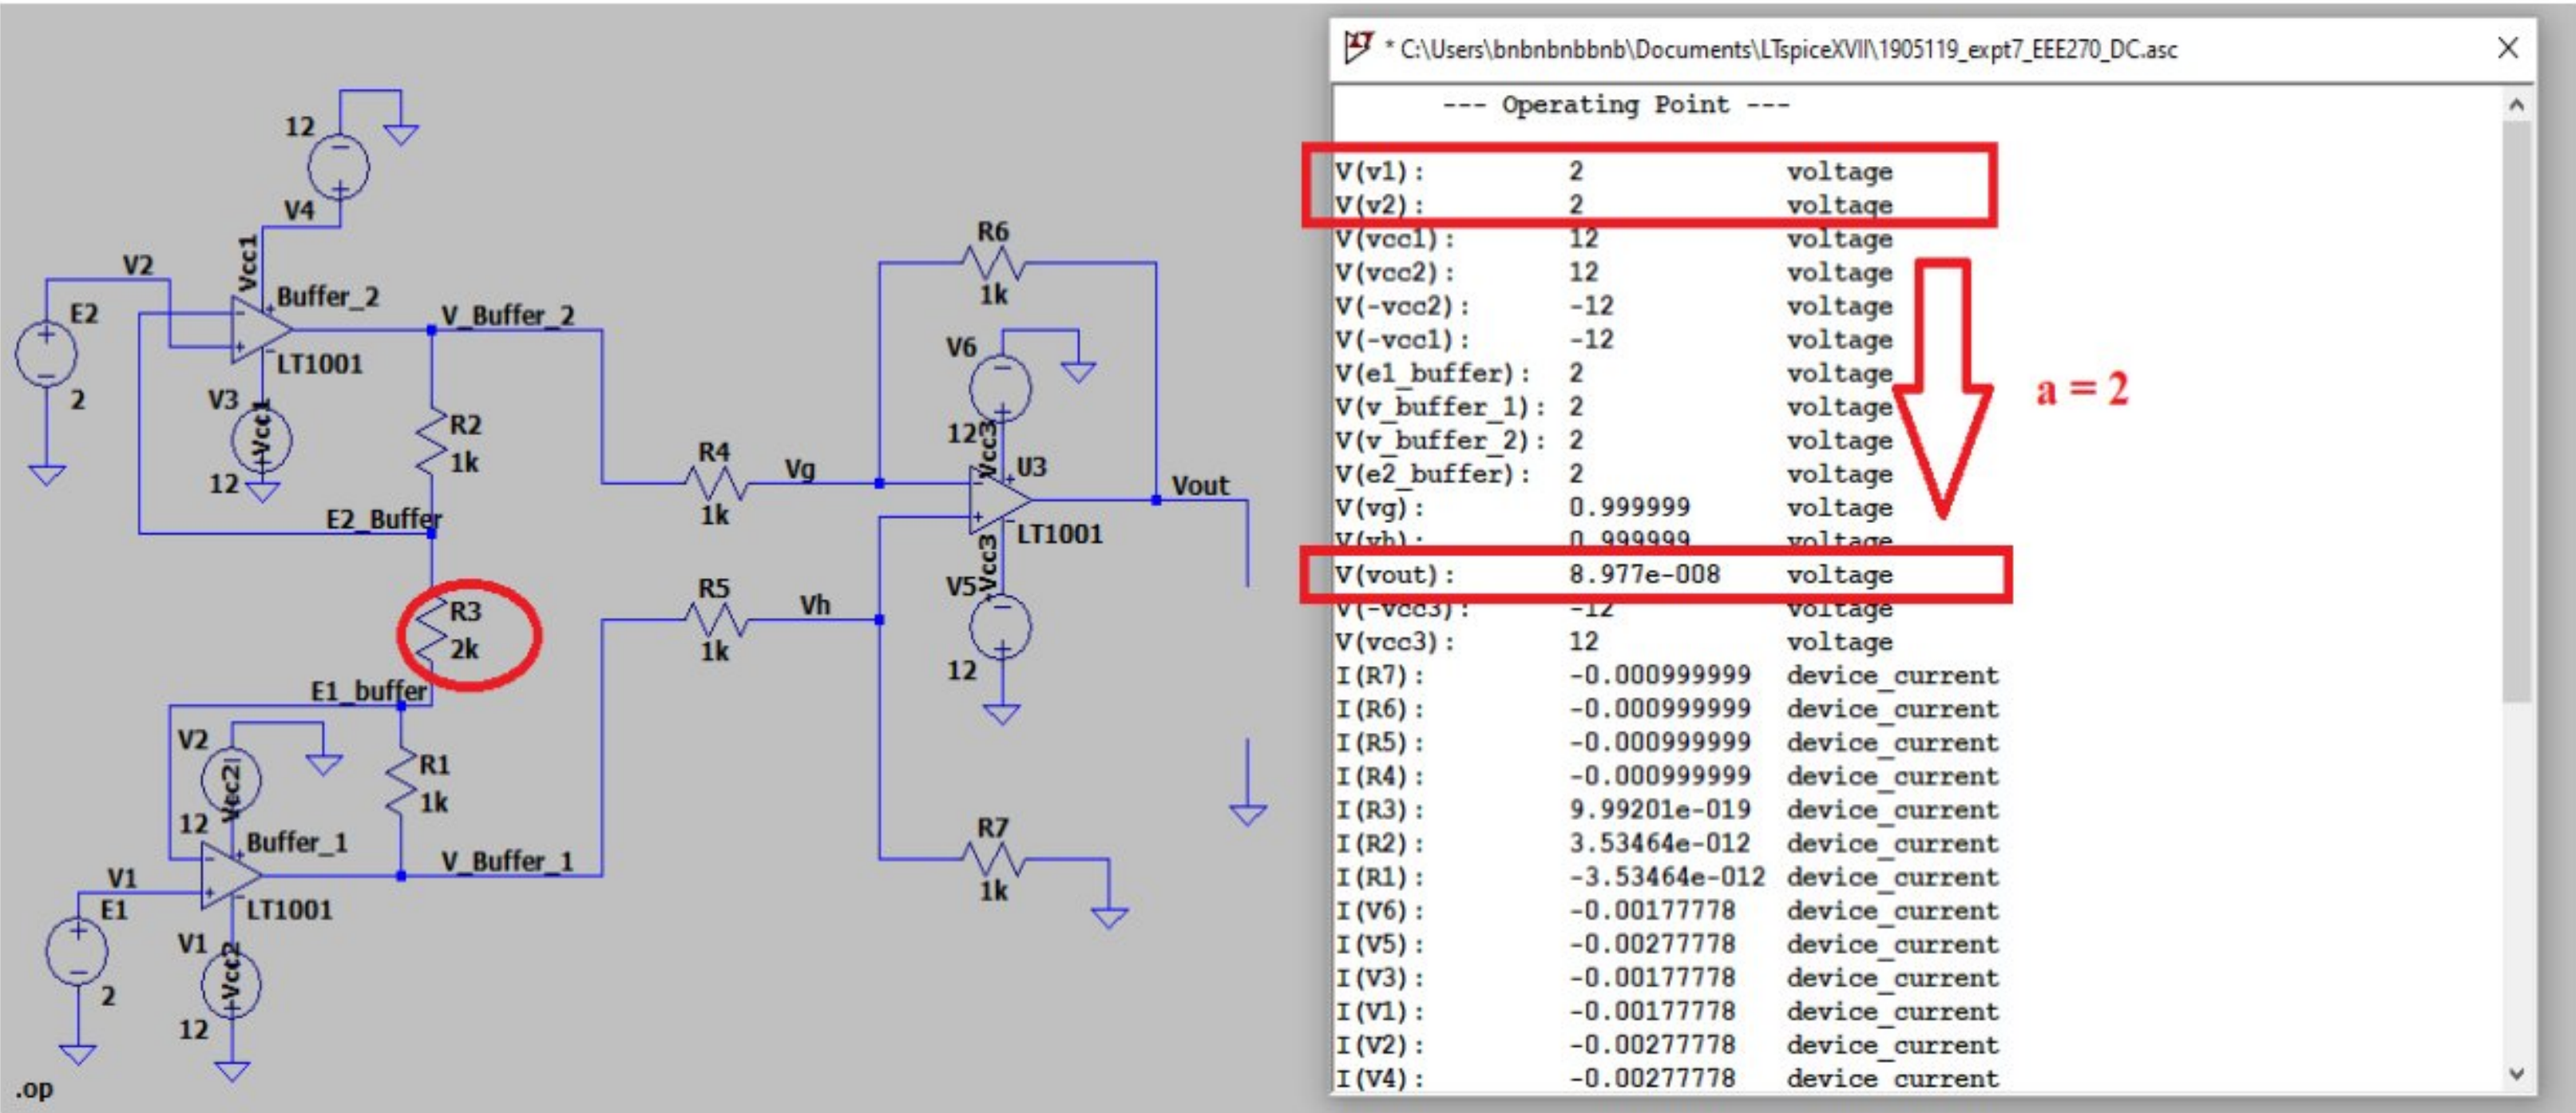 12
V4
Vcc1
V2
Buffer_2
E2
2
LT1001
V3
Vcc1
12
V_Buffer_2
R2
1k
E2_Buffer
R3
2k
E1_buffer
V2
Vcc2
12
R1
1k
Buffer_1
V_Buffer_1
V1
E1
LT1001
2
V1
-Vcc2
12
.op
R4
1k
Vg
R5
1k
Vh
R6
1k
V6
12
Vcc3
U3
LT1001
Vout
V5
Vcc3
12
R7
1k
* C:\Users\bnbnbnbbnb\Documents\LTspiceXVII\1905119_expt7_EEE270_DC.asc
--- Operating Point ---
V(v1): 2 voltage
V(v2): 2 voltage
V(vcc1): 12 voltage
V(vcc2): 12 voltage
V(-vcc2): -12 voltage
V(-vcc1): -12 voltage
V(e1_buffer): 2 voltage
V(v_buffer_1): 2 voltage
V(v_buffer_2): 2 voltage
V(e2_buffer): 2 voltage
V(vg): 0.999999 voltage
V(vh): 0.999999 voltage
V(vout): 8.977e-008 voltage
V(-vcc3): -12 voltage
V(vcc3): 12 voltage
I(R7): -0.000999999 device_current
I(R6): -0.000999999 device_current
I(R5): -0.000999999 device_current
I(R4): -0.000999999 device_current
I(R3): 9.99201e-019 device_current
I(R2): 3.53464e-012 device_current
I(R1): -3.53464e-012 device_current
I(V6): -0.00177778 device_current
I(V5): -0.00277778 device_current
I(V3): -0.00177778 device_current
I(V1): -0.00177778 device_current
I(V2): -0.00277778 device_current
I(V4): -0.00277778 device_current
a = 2